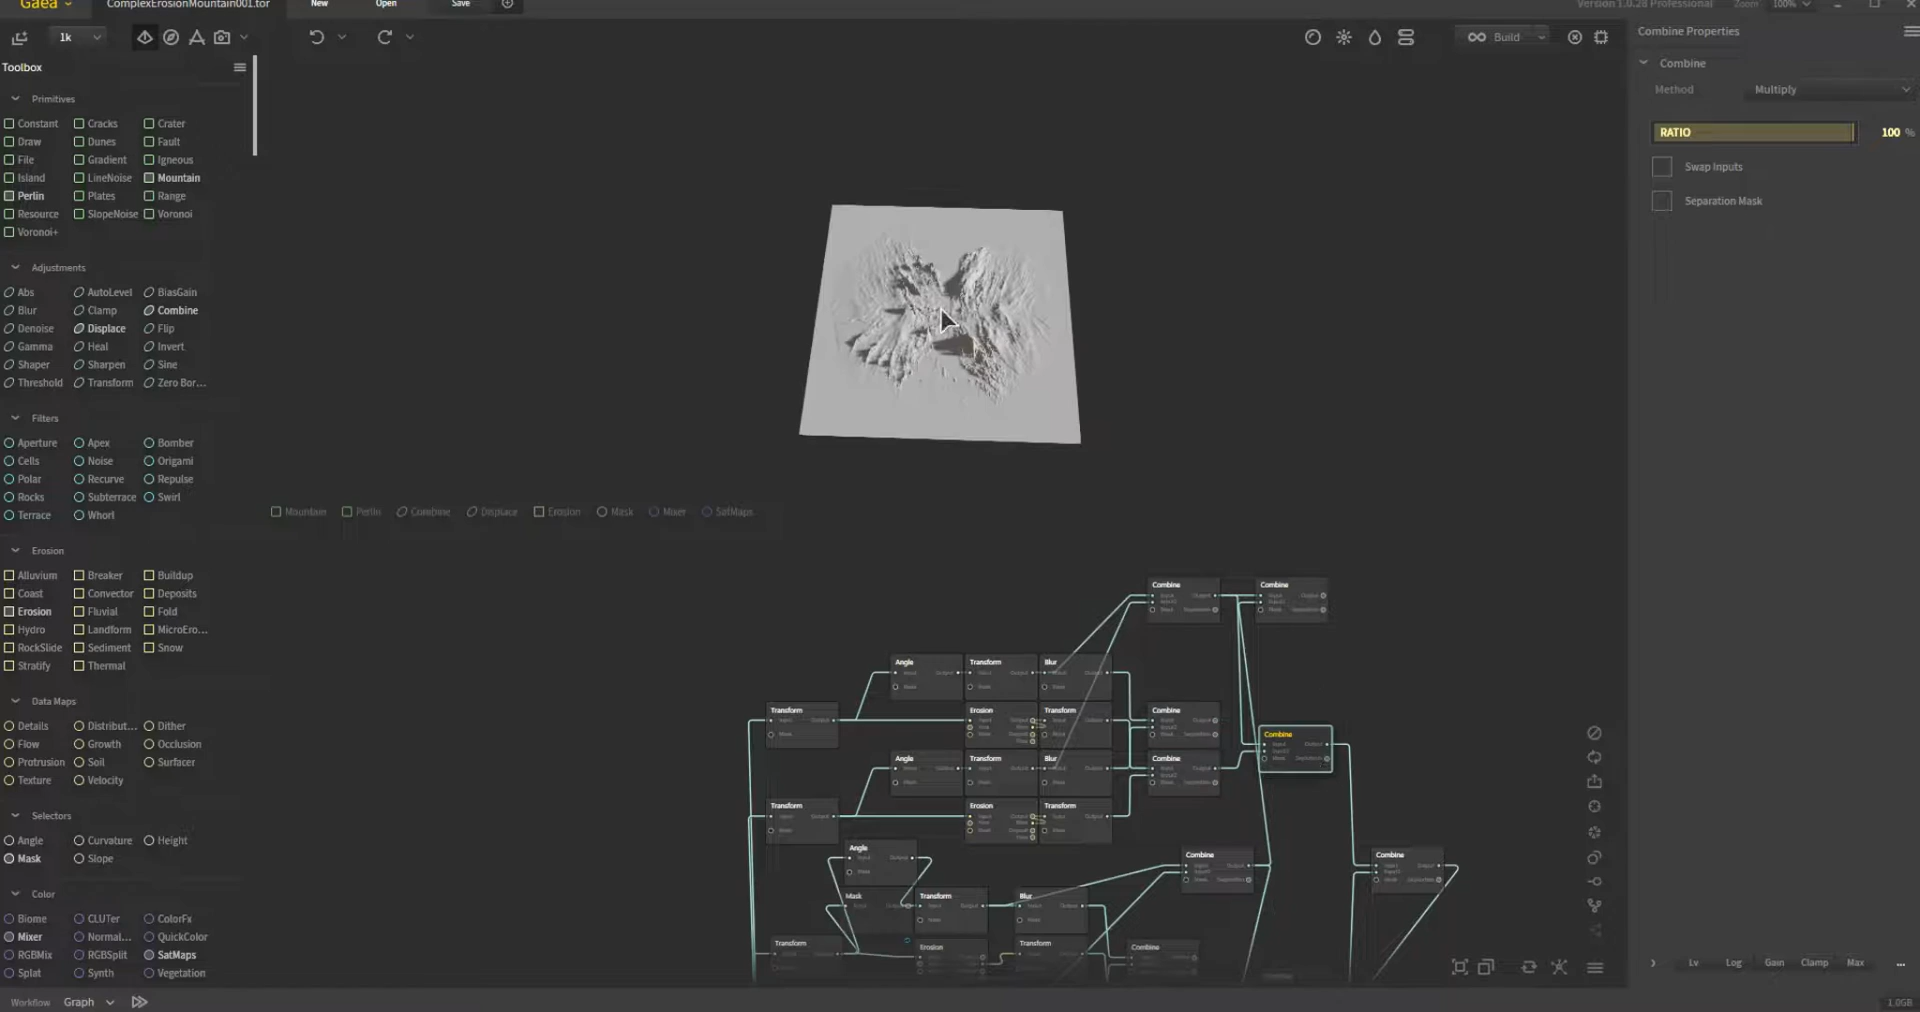 Gaea ComplexErosionMountain001.tor New Open Save Version 1.0.28 Professional Zoom 100%
1k Build
Combine Properties
Toolbox
Combine
Method Multiply
Primitives
Constant Cracks Crater
Draw Dunes Fault
RATIO 100 %
File Gradient Igneous
Swap Inputs
Island LineNoise Mountain
Perlin Plates Range
Separation Mask
Resource SlopeNoise Voronoi
Voronoi+
Adjustments
Abs AutoLevel BiasGain
Blur Clamp Combine
Denoise Displace Flip
Gamma Heal Invert
Shaper Sharpen Sine
Threshold Transform Zero Bor...
Filters
Aperture Apex Bomber
Cells Noise Origami
Polar Recurve Repulse
Rocks Subterrace Swirl
Terrace Whorl
Mountain Perlin Combine Displace Erosion Mask Mixer SatMaps
Erosion
Alluvium Breaker Buildup
Coast Convector Deposits
Erosion Fluvial Fold
Hydro Landform MicroEro...
RockSlide Sediment Snow
Stratify Thermal
Data Maps
Details Distribut... Dither
Flow Growth Occlusion
Protrusion Soil Surfacer
Texture Velocity
Selectors
Angle Curvature Height
Mask Slope
Color
Biome CLUTer ColorFx
Mixer Normal... QuickColor
RGBMix RGBSplit SatMaps
Splat Synth Vegetation
Combine Combine
Angle Transform Blur
Transform Erosion Transform Combine
Combine
Angle Transform Blur Combine
Transform Erosion Transform
Angle Combine Combine
Mask Transform Blur
Transform Erosion Transform Combine
Lv Log Gain Clamp Max ...
Workflow Graph
1.0GB